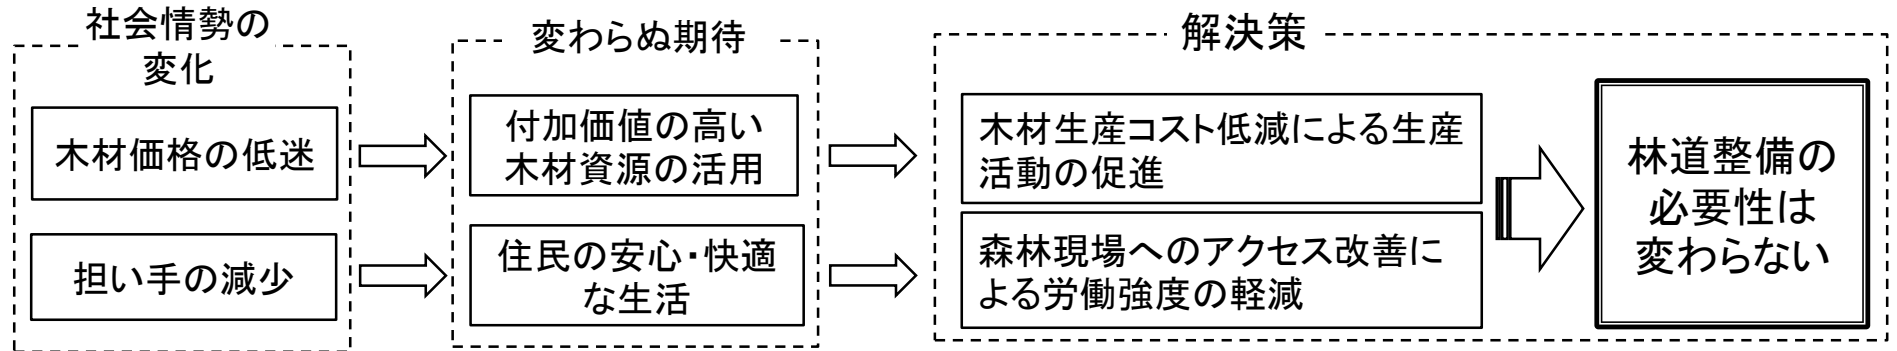 社会情勢の
変化
木材価格の低迷
担い手の減少
変わらぬ期待
付加価値の高い
木材資源の活用
住民の安心・快適
な生活
解決策
木材生産コスト低減による生産
活動の促進
森林現場へのアクセス改善に
よる労働強度の軽減
林道整備の
必要性は
変わらない